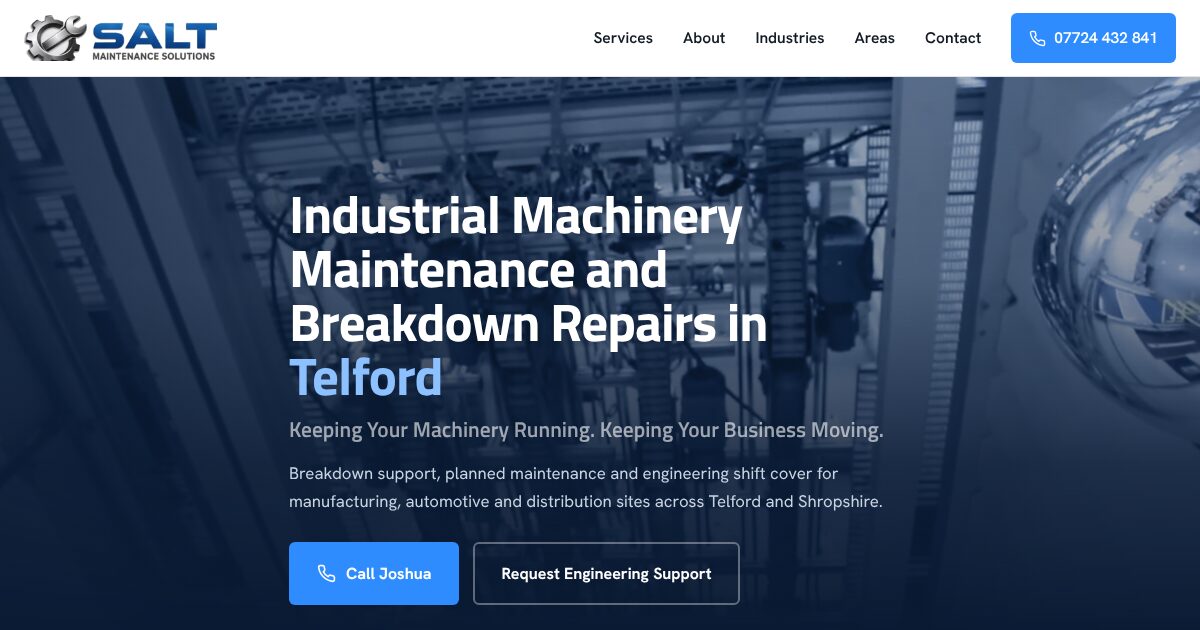 SALT
MAINTENANCE SOLUTIONS
Services
About
Industries
Areas
Contact
07724 432 841
Industrial Machinery
Maintenance and
Breakdown Repairs in
Telford
Keeping Your Machinery Running. Keeping Your Business Moving.
Breakdown support, planned maintenance and engineering shift cover for
manufacturing, automotive and distribution sites across Telford and Shropshire.
Call Joshua
Request Engineering Support